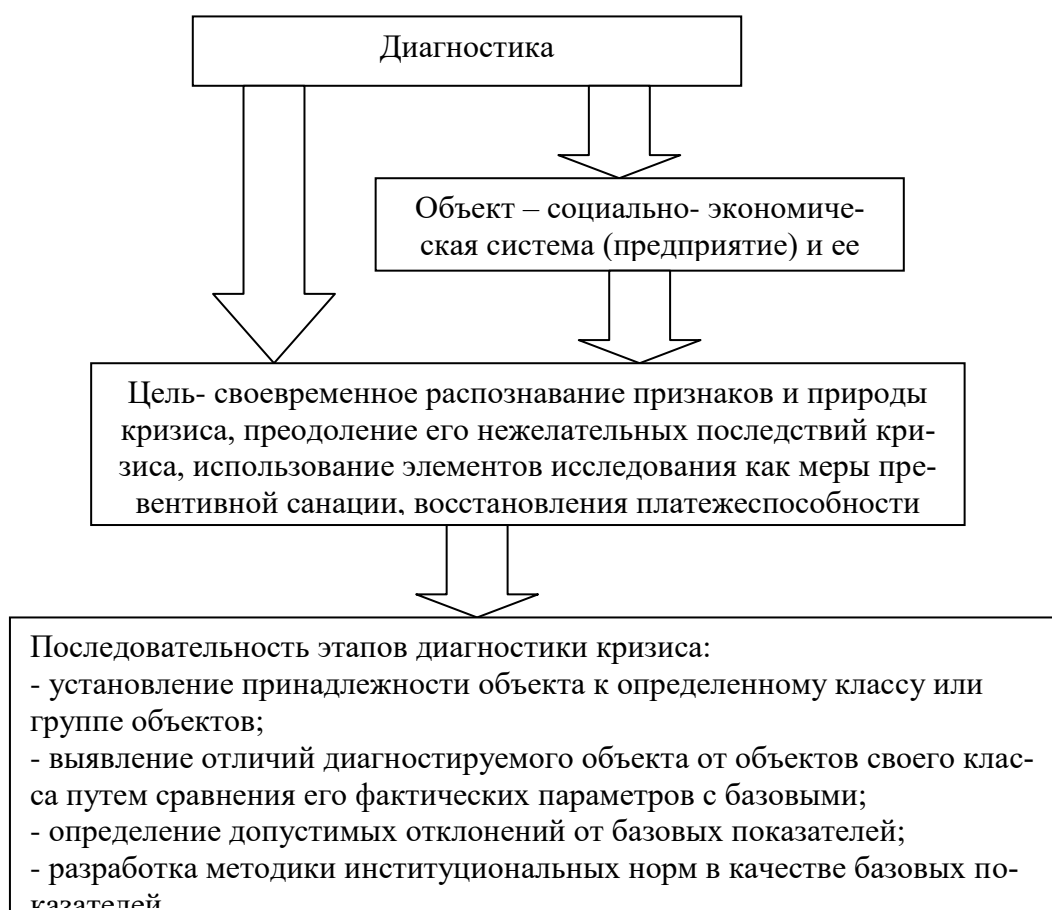 Диагностика
Объект – социально- экономиче-
ская система (предприятие) и ее
Цель- своевременное распознавание признаков и природы
кризиса, преодоление его нежелательных последствий кри-
зиса, использование элементов исследования как меры пре-
вентивной санации, восстановления платежеспособности
Последовательность этапов диагностики кризиса:
- установление принадлежности объекта к определенному классу или
группе объектов;
- выявление отличий диагностируемого объекта от объектов своего клас-
са путем сравнения его фактических параметров с базовыми;
- определение допустимых отклонений от базовых показателей;
- разработка методики институциональных норм в качестве базовых по-
казателей